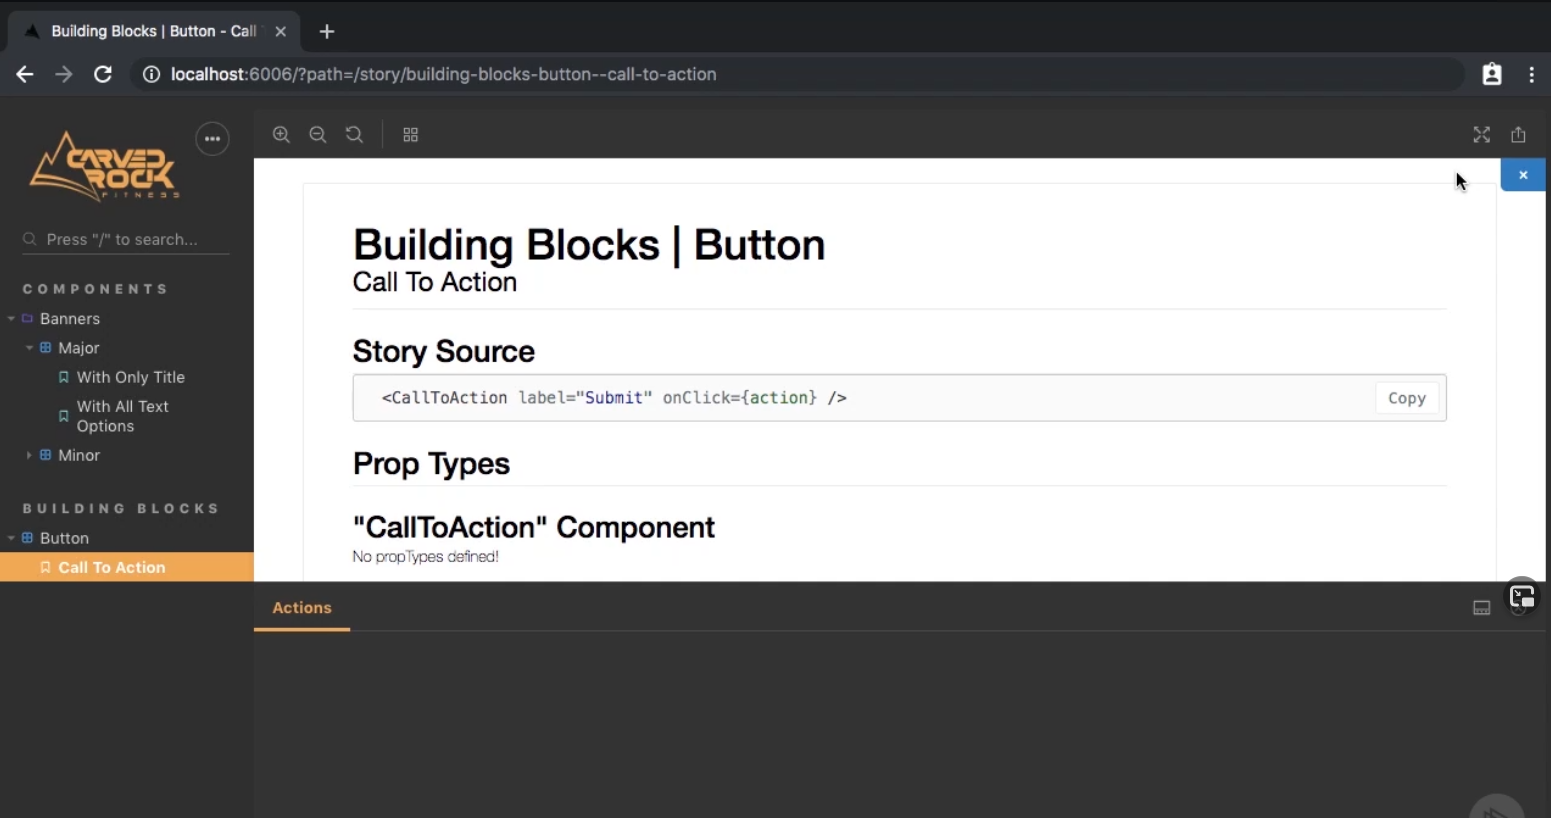 Building Blocks | Button - Call
localhost:6006/?path=/story/building-blocks-button--call-to-action
CARVED
ROCK
FITNESS
Press "/" to search...
COMPONENTS
Banners
Major
With Only Title
With All Text
Options
Minor
BUILDING BLOCKS
Button
Call To Action
Building Blocks | Button
Call To Action
Story Source
<CallToAction label="Submit" onClick={action} />
Copy
Prop Types
"CallToAction" Component
No propTypes defined!
Actions